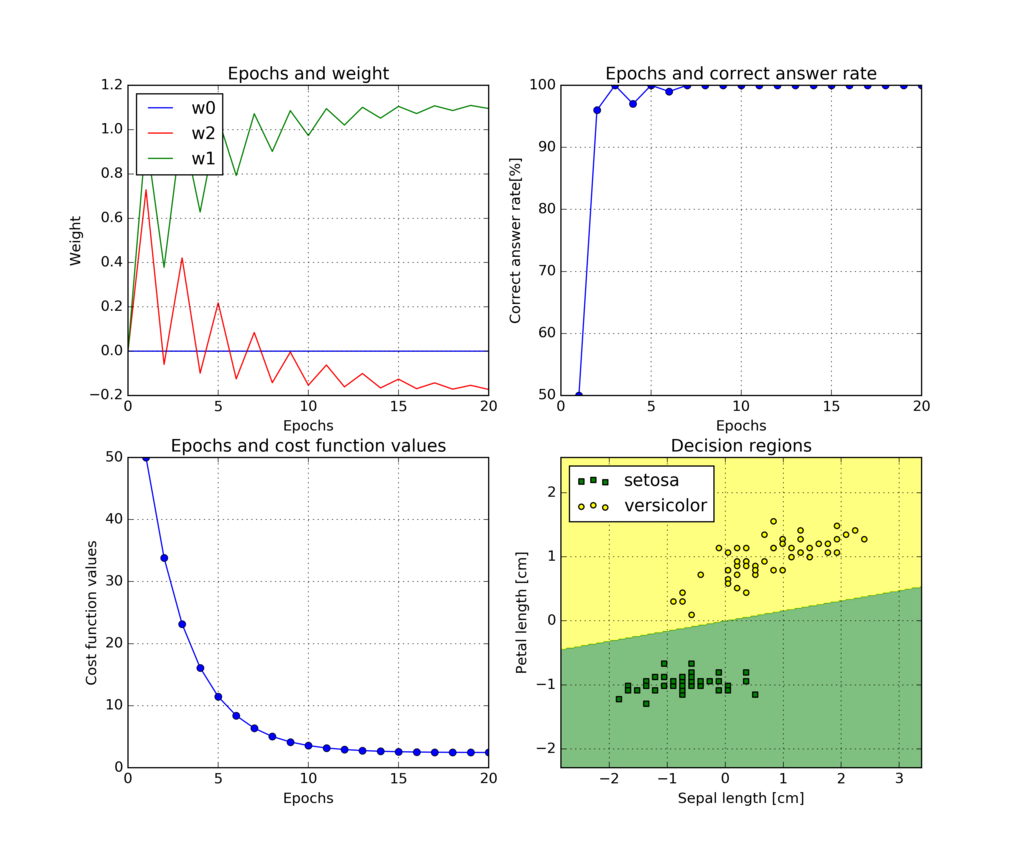 Epochs and weight
1.2
1.0
0.8
0.6
0.4
0.2
0.0
−0.2
Weight
w0
w2
w1
0 5 10 15 20
Epochs
Epochs and correct answer rate
100
90
80
70
60
50
Correct answer rate[%]
0 5 10 15 20
Epochs
Epochs and cost function values
50
40
30
20
10
0
Cost function values
0 5 10 15 20
Epochs
Decision regions
setosa
versicolor
2
1
0
−1
−2
Petal length [cm]
−2 −1 0 1 2 3
Sepal length [cm]